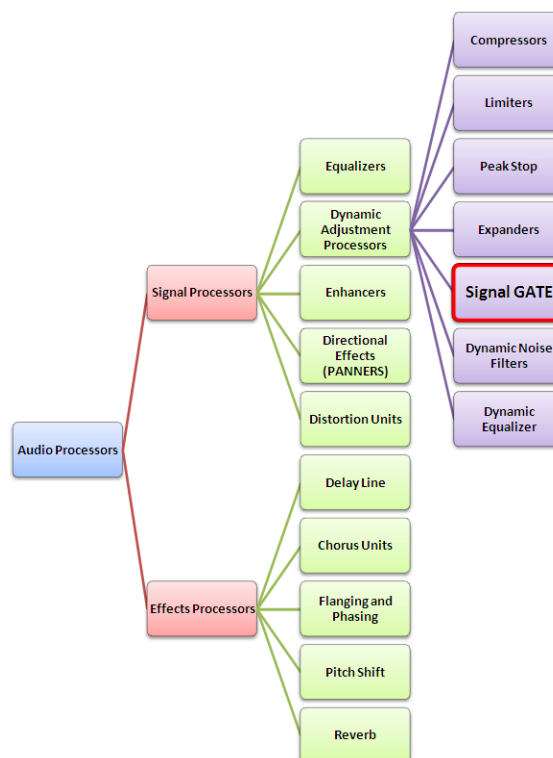 Compressors
Limiters
Equalizers
Peak Stop
Dynamic
Adjustment
Processors
Expanders
Signal Processors
Enhancers
Signal GATE
Directional
Effects
(PANNERS)
Dynamic Noise
Filters
Distortion Units
Dynamic
Equalizer
Audio Processors
Delay Line
Chorus Units
Effects Processors
Flanging and
Phasing
Pitch Shift
Reverb